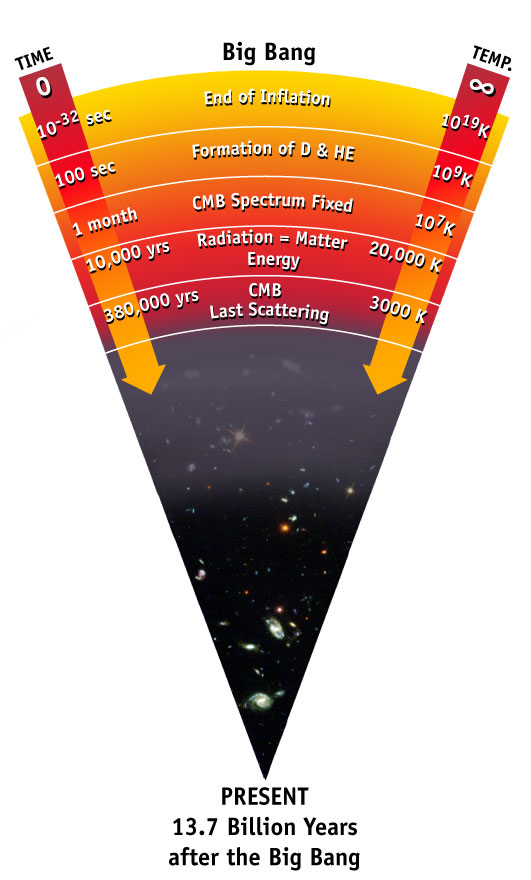 TIME
Big Bang
TEMP.
0
∞
10-32 sec
End of Inflation
1019K
100 sec
Formation of D & HE
109K
1 month
CMB Spectrum Fixed
107K
10,000 yrs
Radiation = Matter
Energy
20,000 K
380,000 yrs
CMB
Last Scattering
3000 K
PRESENT
13.7 Billion Years
after the Big Bang